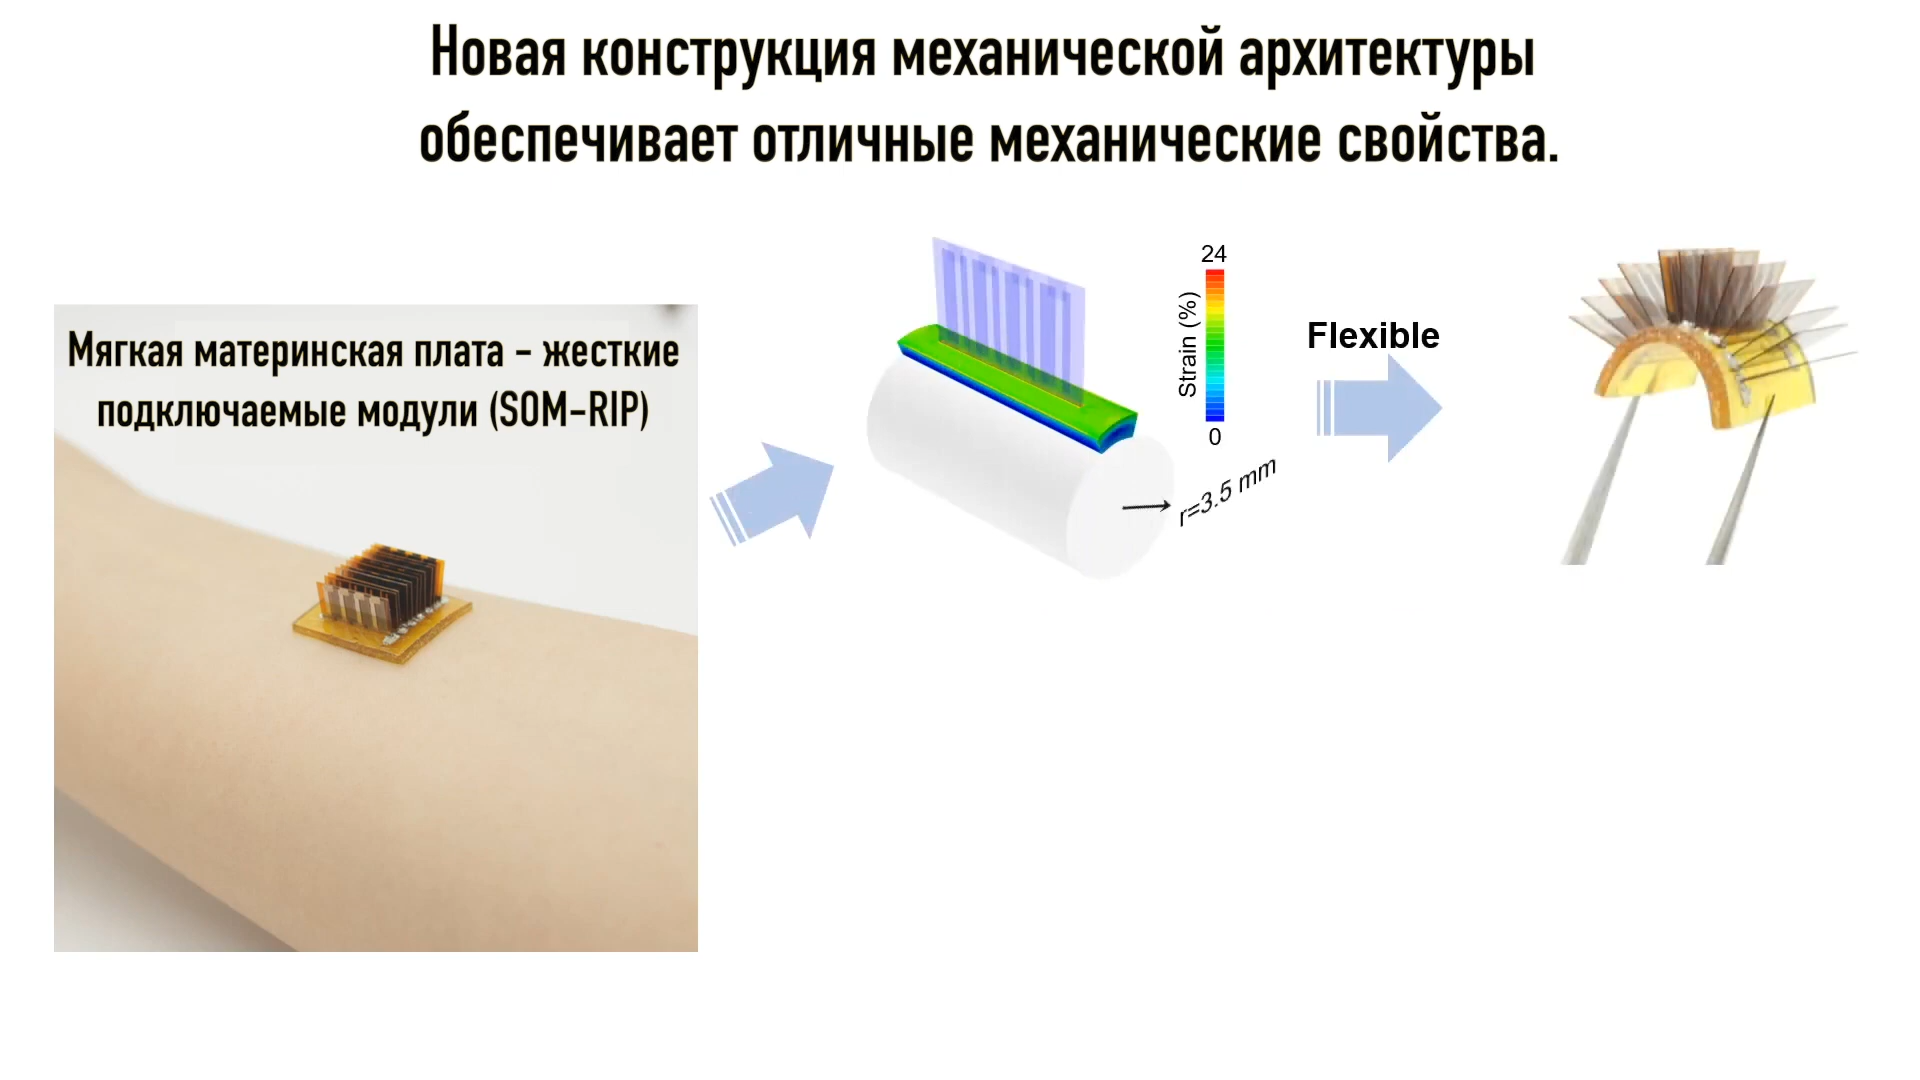 Новая конструкция механической архитектуры
обеспечивает отличные механические свойства.
Мягкая материнская плата – жесткие
подключаемые модули (SOM–RIP)
24
Strain (%)
0
r=3.5 mm
Flexible